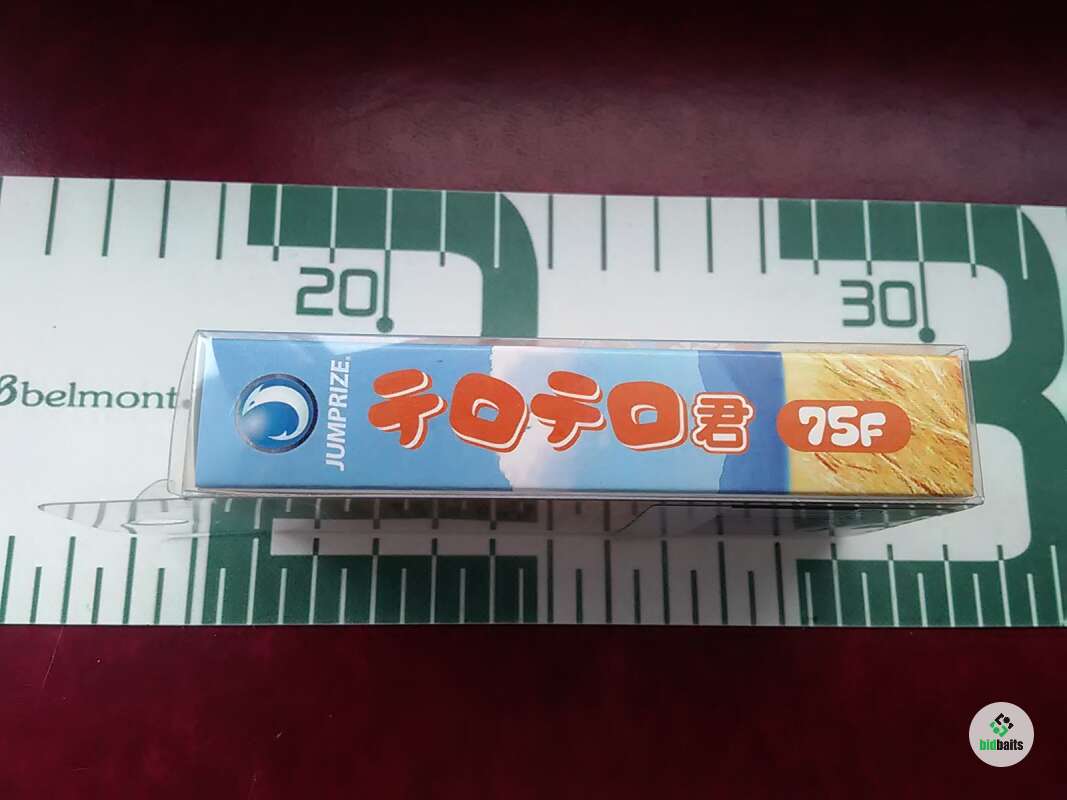 20
30
belmont
JUMPRIZE.
テロテロ君
75F
bidbaits